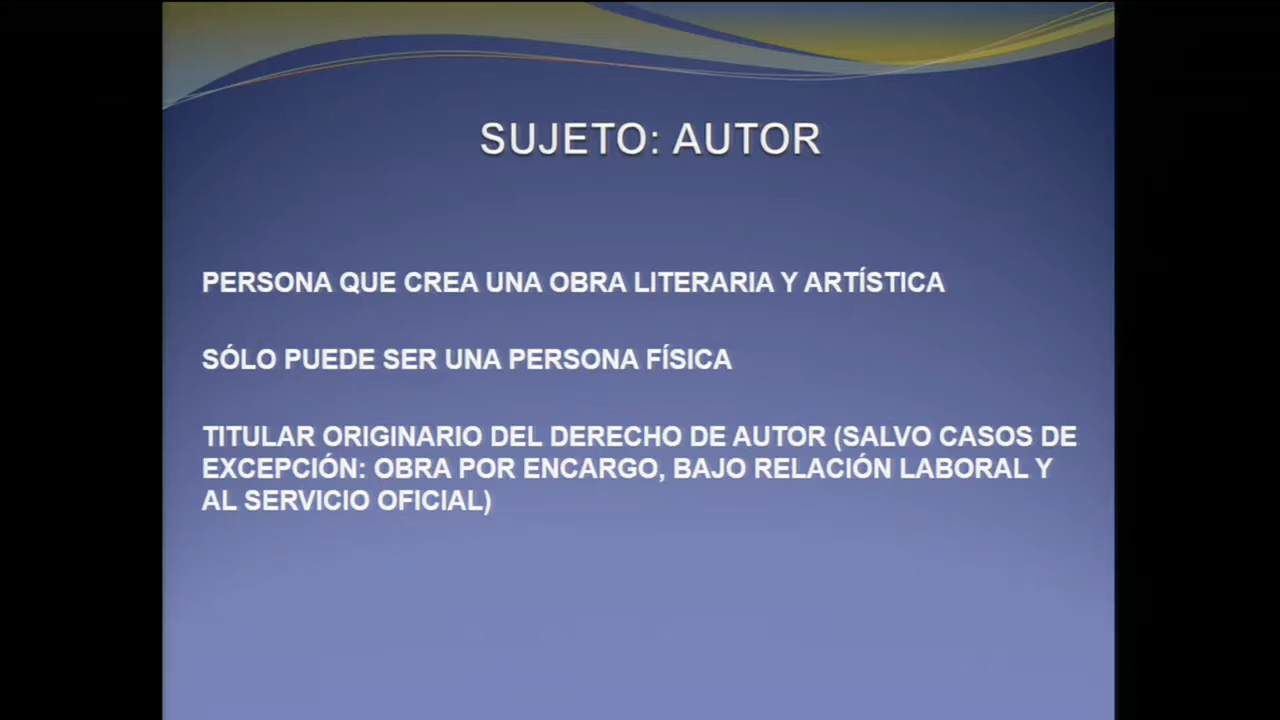 SUJETO: AUTOR
PERSONA QUE CREA UNA OBRA LITERARIA Y ARTÍSTICA
SÓLO PUEDE SER UNA PERSONA FÍSICA
TITULAR ORIGINARIO DEL DERECHO DE AUTOR (SALVO CASOS DE
EXCEPCIÓN: OBRA POR ENCARGO, BAJO RELACIÓN LABORAL Y
AL SERVICIO OFICIAL)